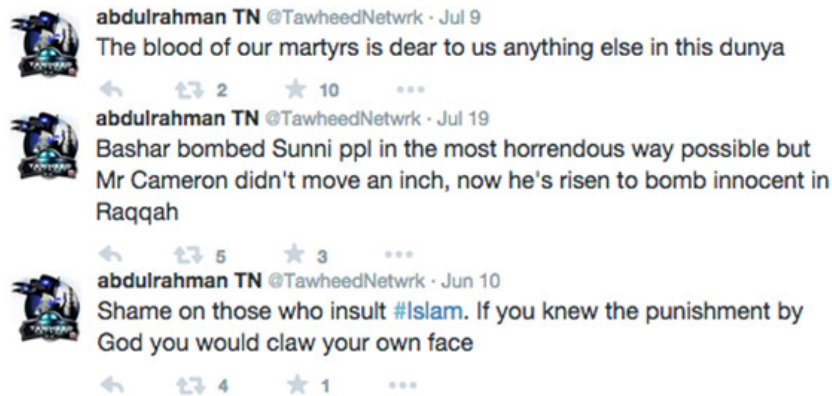 abdulrahman TN @TawheedNetwrk · Jul 9
The blood of our martyrs is dear to us anything else in this dunya
2 10
abdulrahman TN @TawheedNetwrk · Jul 19
Bashar bombed Sunni ppl in the most horrendous way possible but
Mr Cameron didn't move an inch, now he's risen to bomb innocent in
Raqqah
5 3
abdulrahman TN @TawheedNetwrk · Jun 10
Shame on those who insult #Islam. If you knew the punishment by
God you would claw your own face
4 1